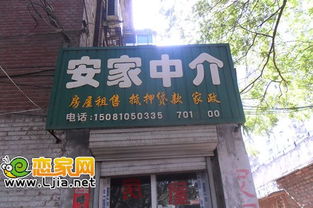 安家中介
房屋租售 抵押贷款 家政
电话:15081050335 701 00
恋家网
www.Ljia.net